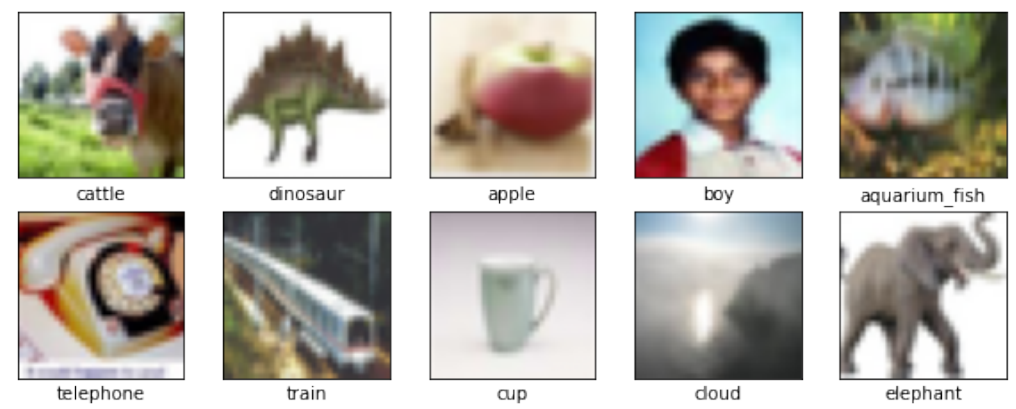 cattle dinosaur apple boy aquarium_fish
telephone train cup cloud elephant